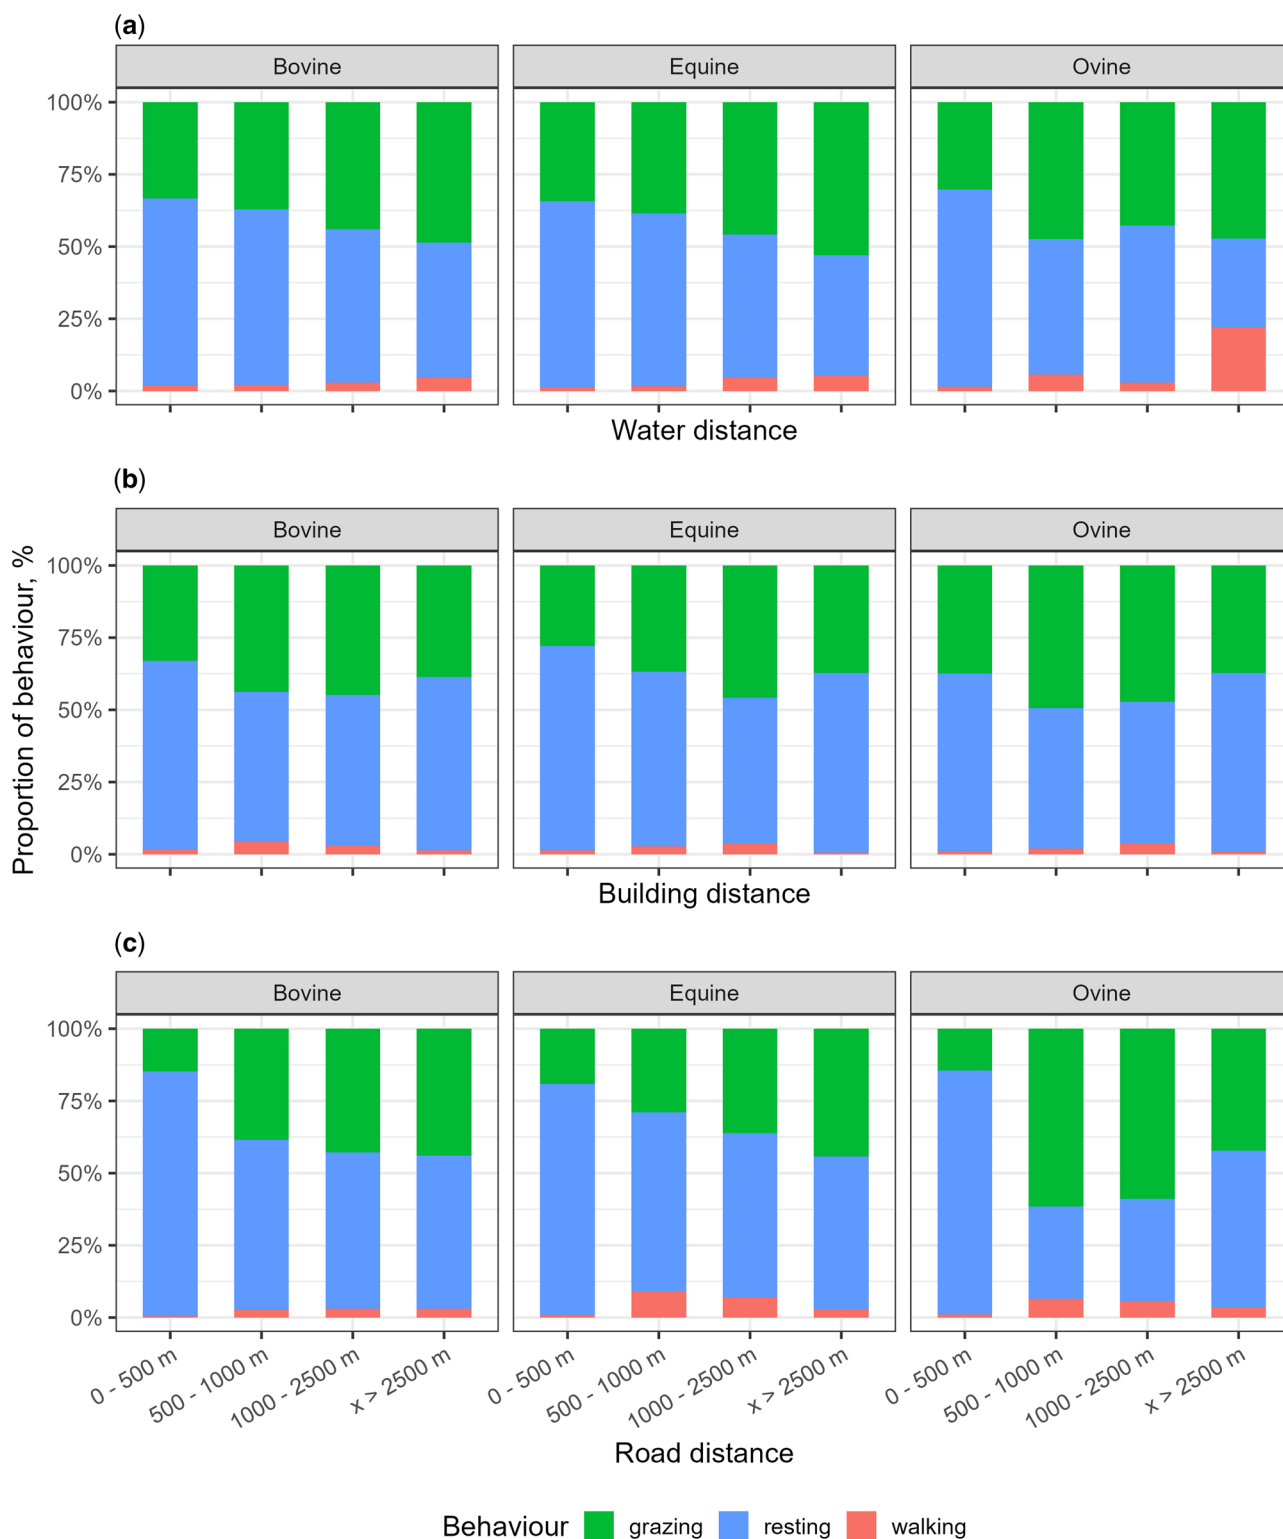 (a)
Bovine Equine Ovine
100%
75%
50%
25%
0%
Water distance
(b)
Bovine Equine Ovine
100%
75%
50%
25%
0%
Building distance
Proportion of behaviour, %
(c)
Bovine Equine Ovine
100%
75%
50%
25%
0%
0 - 500 m 500 - 1000 m 1000 - 2500 m x > 2500 m 0 - 500 m 500 - 1000 m 1000 - 2500 m x > 2500 m 0 - 500 m 500 - 1000 m 1000 - 2500 m x > 2500 m
Road distance
Behaviour grazing resting walking